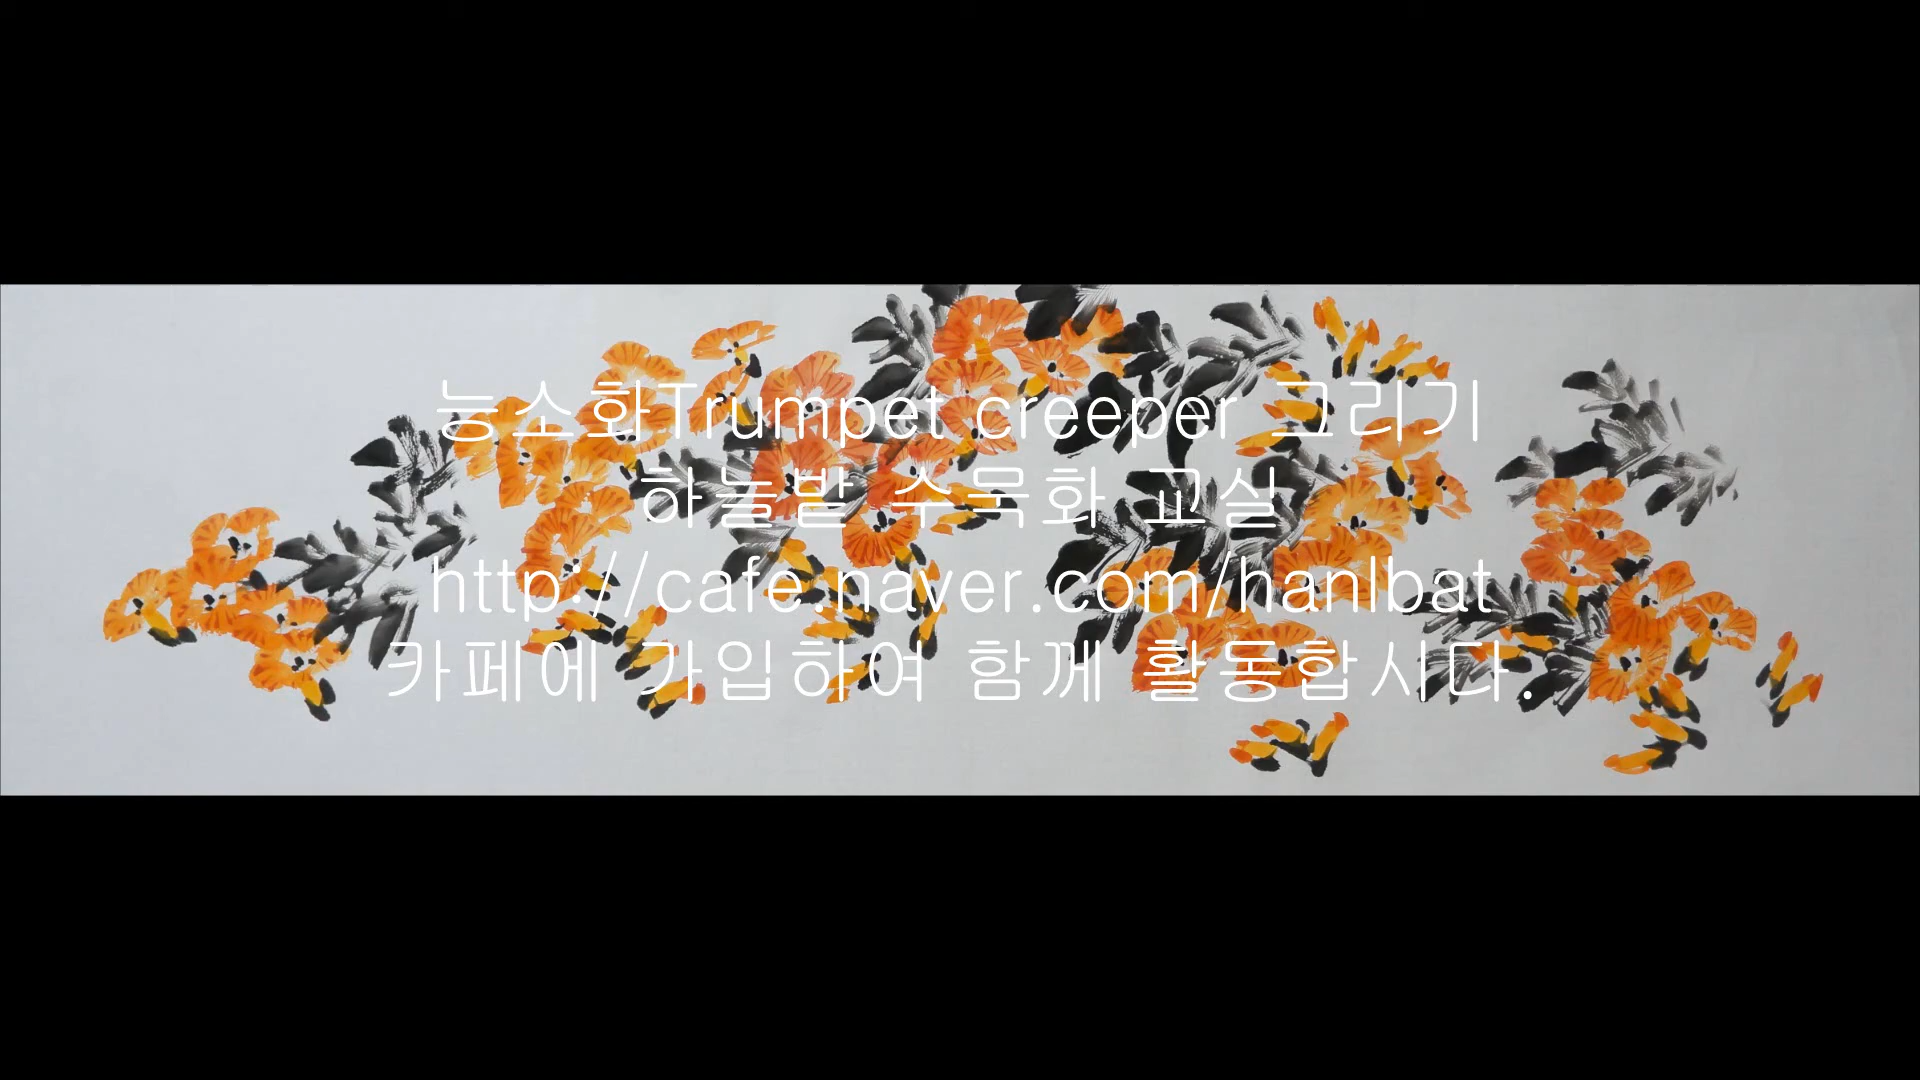 능소화Trumpet creeper 그리기
하늘밭 수묵화 교실
http://cafe.naver.com/hanlbat
카페에 가입하여 함께 활동합시다.